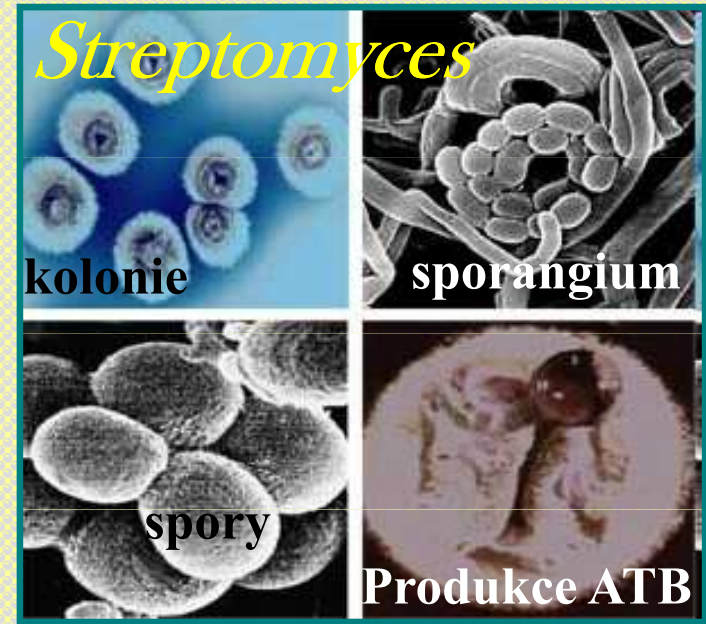 Streptomyces
kolonie
sporangium
spory
Produkce ATB